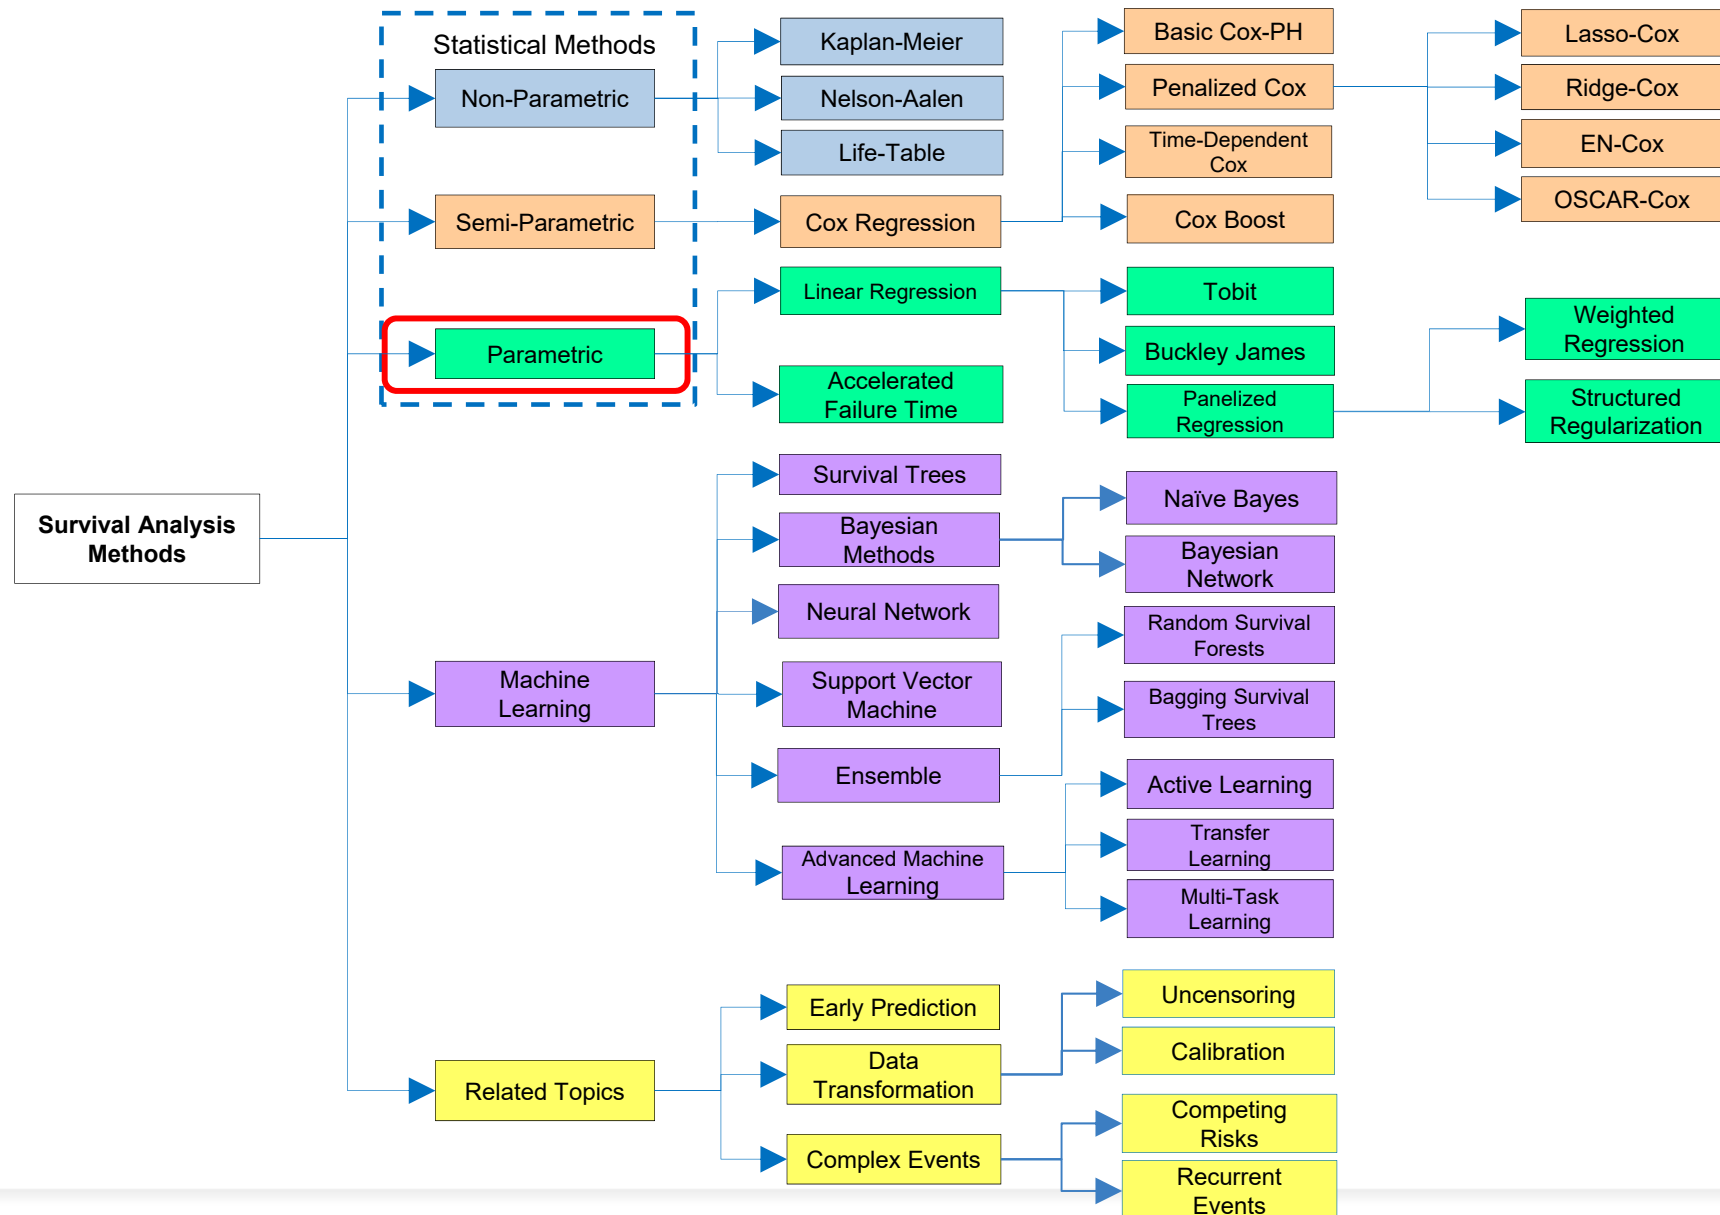 Statistical Methods
Non-Parametric
Kaplan-Meier
Nelson-Aalen
Life-Table
Semi-Parametric
Cox Regression
Basic Cox-PH
Penalized Cox
Time-Dependent
Cox
Cox Boost
Lasso-Cox
Ridge-Cox
EN-Cox
OSCAR-Cox
Parametric
Linear Regression
Accelerated
Failure Time
Tobit
Buckley James
Panelized
Regression
Weighted
Regression
Structured
Regularization
Survival Analysis
Methods
Machine
Learning
Survival Trees
Bayesian
Methods
Neural Network
Support Vector
Machine
Ensemble
Advanced Machine
Learning
Naïve Bayes
Bayesian
Network
Random Survival
Forests
Bagging Survival
Trees
Active Learning
Transfer
Learning
Multi-Task
Learning
Related Topics
Early Prediction
Data
Transformation
Complex Events
Uncensoring
Calibration
Competing
Risks
Recurrent
Events